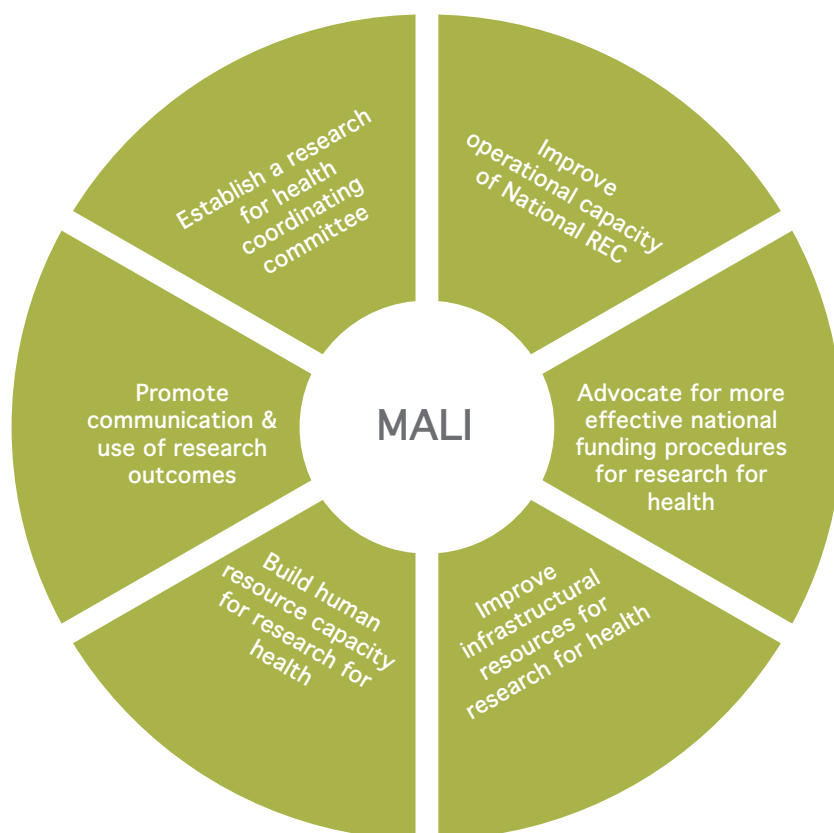 Establish a research
for health
coordinating
committee
Improve
operational capacity
of National REC
Promote
communication &
use of research
outcomes
MALI
Advocate for more
effective national
funding procedures
for research for
health
Build human
resource capacity
for research for
health
Improve
infrastructural
resources for
research for health